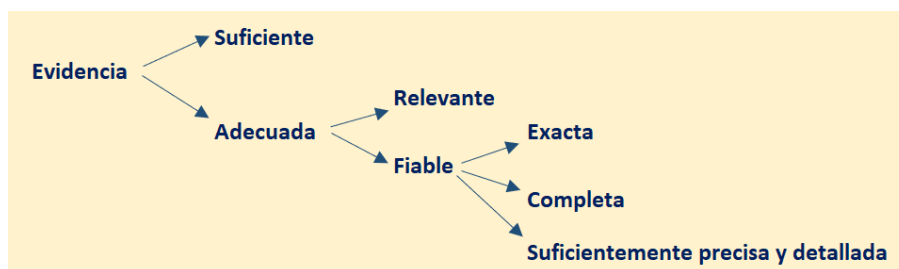 Suficiente
Evidencia
Relevante
Adecuada
Exacta
Fiable
Completa
Suficientemente precisa y detallada